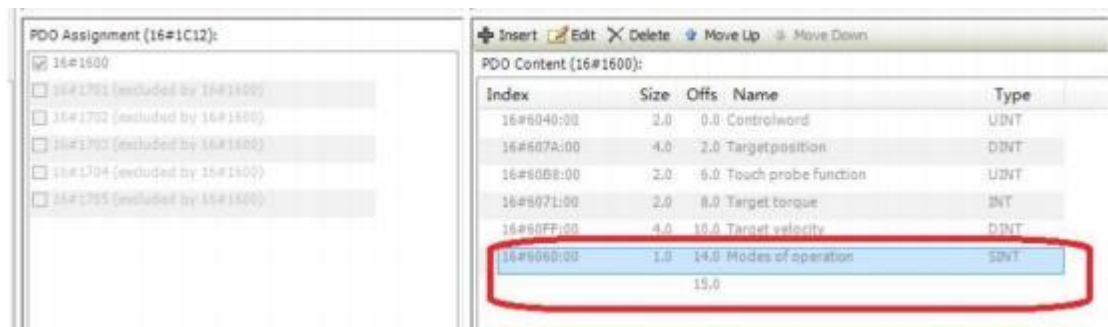 PDO Assignment (16#1C12):
16#1600
16#1701 (excluded by 16#1600)
16#1702 (excluded by 16#1600)
16#1703 (excluded by 16#1600)
16#1704 (excluded by 16#1600)
16#1705 (excluded by 16#1600)
Insert Edit Delete Move Up Move Down
PDO Content (16#1600):
Index Size Offs Name Type
16#6040:00 2.0 0.0 Controlword UINT
16#607A:00 4.0 2.0 Targetposition DINT
16#60B8:00 2.0 6.0 Touch probe function UINT
16#6071:00 2.0 8.0 Target torque INT
16#60FF:00 4.0 10.0 Target velocity DINT
16#6060:00 1.0 14.0 Modes of operation SINT
15.0